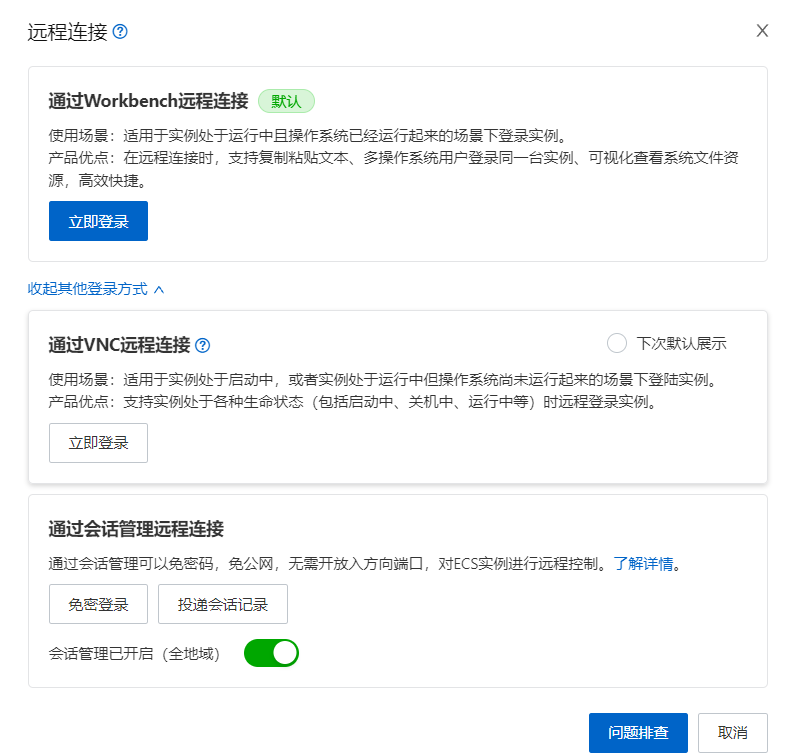 远程连接
通过Workbench远程连接 默认
使用场景：适用于实例处于运行中且操作系统已经运行起来的场景下登录实例。
产品优点：在远程连接时，支持复制粘贴文本、多操作系统用户登录同一台实例、可视化查看系统文件资
源，高效快捷。
立即登录
收起其他登录方式
通过VNC远程连接 下次默认展示
使用场景：适用于实例处于启动中，或者实例处于运行中但操作系统尚未运行起来的场景下登陆实例。
产品优点：支持实例处于各种生命状态（包括启动中、关机中、运行中等）时远程登录实例。
立即登录
通过会话管理远程连接
通过会话管理可以免密码，免公网，无需开放入方向端口，对ECS实例进行远程控制。了解详情。
免密登录 投递会话记录
会话管理已开启（全地域）
问题排查 取消